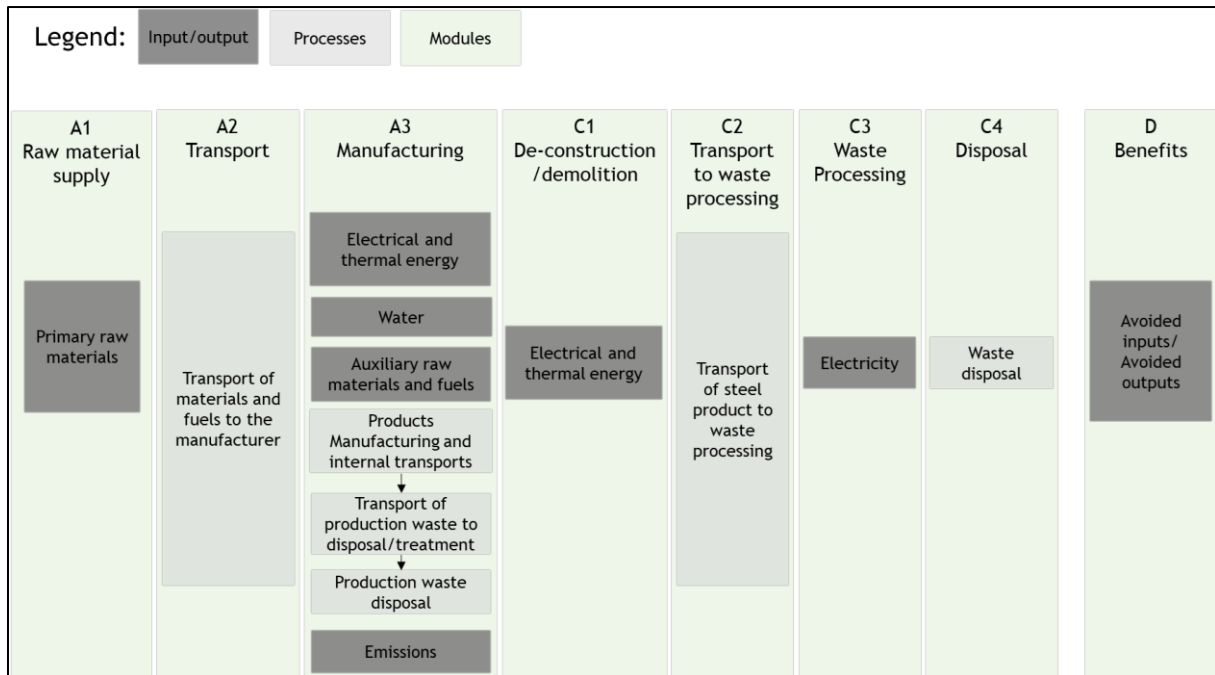 Legend:
Input/output
Processes
Modules
A1
Raw material
supply
Primary raw
materials
A2
Transport
Transport of
materials and
fuels to the
manufacturer
A3
Manufacturing
Electrical and
thermal energy
Water
Auxiliary raw
materials and fuels
Products
Manufacturing and
internal transports
Transport of
production waste to
disposal/treatment
Production waste
disposal
Emissions
C1
De-construction
/demolition
Electrical and
thermal energy
C2
Transport
to waste
processing
Transport
of steel
product to
waste
processing
C3
Waste
Processing
Electricity
C4
Disposal
Waste
disposal
D
Benefits
Avoided
inputs/
Avoided
outputs